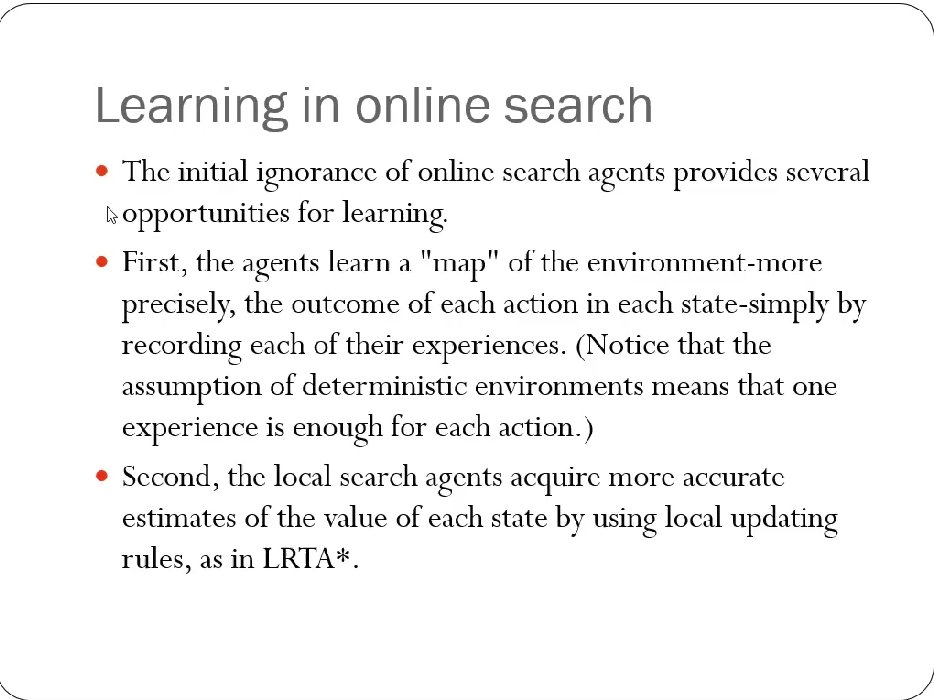 Learning in online search
• The initial ignorance of online search agents provides several
opportunities for learning.
• First, the agents learn a "map" of the environment-more
precisely, the outcome of each action in each state-simply by
recording each of their experiences. (Notice that the
assumption of deterministic environments means that one
experience is enough for each action.)
• Second, the local search agents acquire more accurate
estimates of the value of each state by using local updating
rules, as in LRTA*.